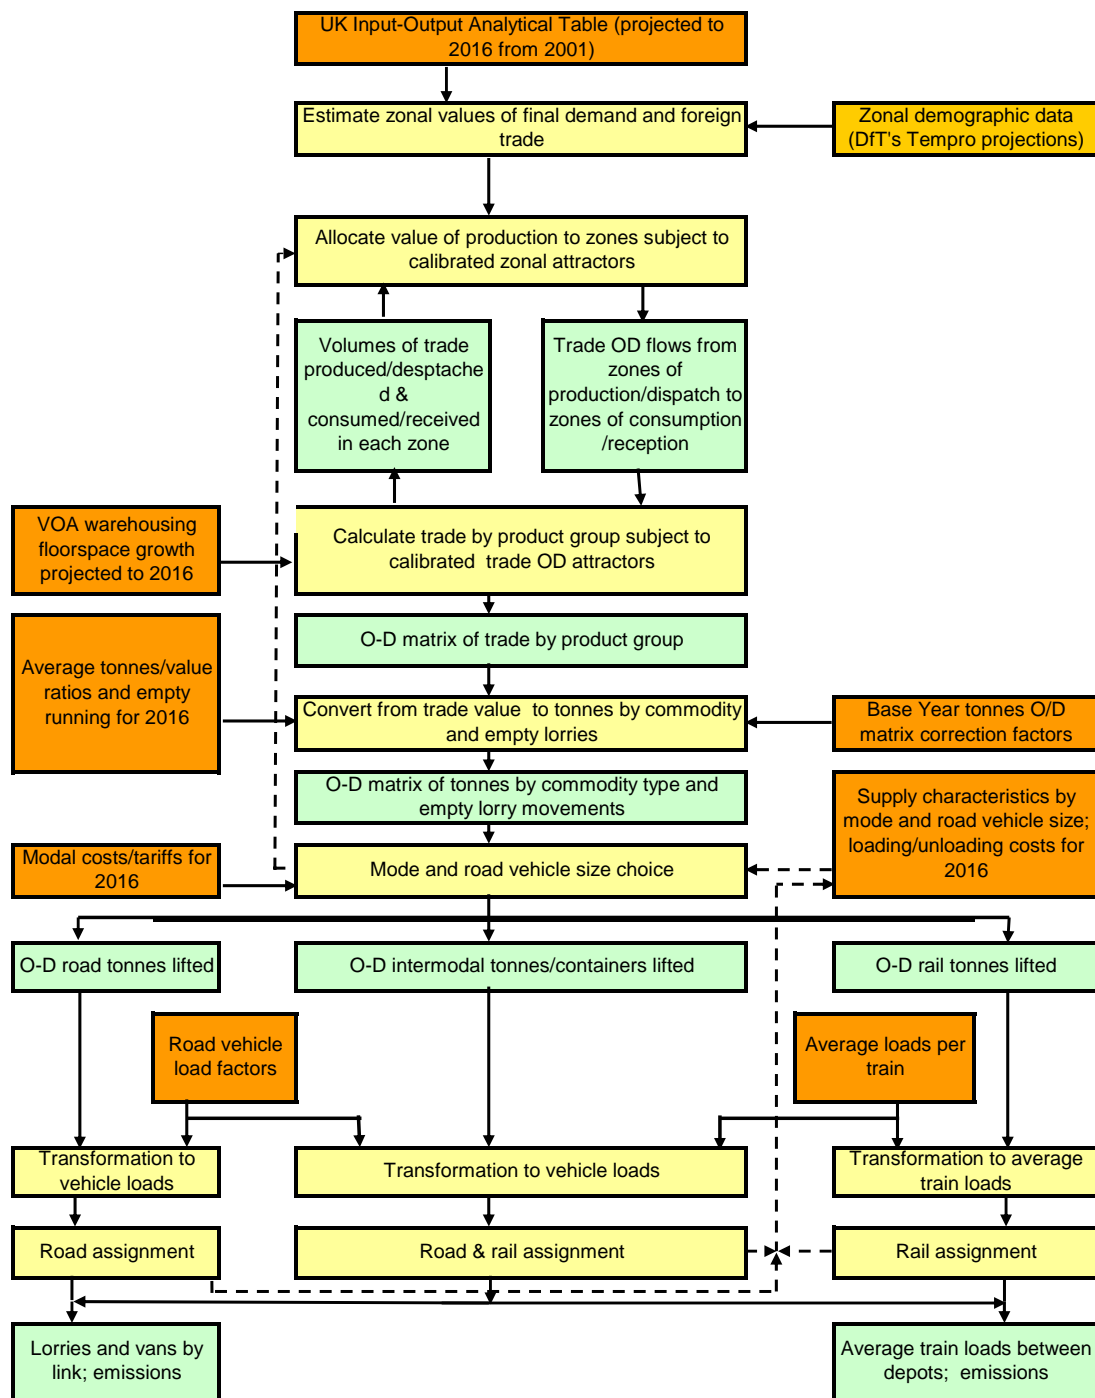 UK Input-Output Analytical Table (projected to
2016 from 2001)
Estimate zonal values of final demand and foreign
trade
Zonal demographic data
(DfT's Tempro projections)
Allocate value of production to zones subject to
calibrated zonal attractors
Volumes of trade
produced/desptache
d &
consumed/received
in each zone
Trade OD flows from
zones of
production/dispatch to
zones of consumption
/reception
VOA warehousing
floorspace growth
projected to 2016
Calculate trade by product group subject to
calibrated trade OD attractors
O-D matrix of trade by product group
Average tonnes/value
ratios and empty
running for 2016
Convert from trade value to tonnes by commodity
and empty lorries
Base Year tonnes O/D
matrix correction factors
O-D matrix of tonnes by commodity type and
empty lorry movements
Supply characteristics by
mode and road vehicle size;
loading/unloading costs for
2016
Modal costs/tariffs for
2016
Mode and road vehicle size choice
O-D road tonnes lifted
O-D intermodal tonnes/containers lifted
O-D rail tonnes lifted
Road vehicle
load factors
Average loads per
train
Transformation to
vehicle loads
Transformation to vehicle loads
Transformation to average
train loads
Road assignment
Road & rail assignment
Rail assignment
Lorries and vans by
link; emissions
Average train loads between
depots; emissions